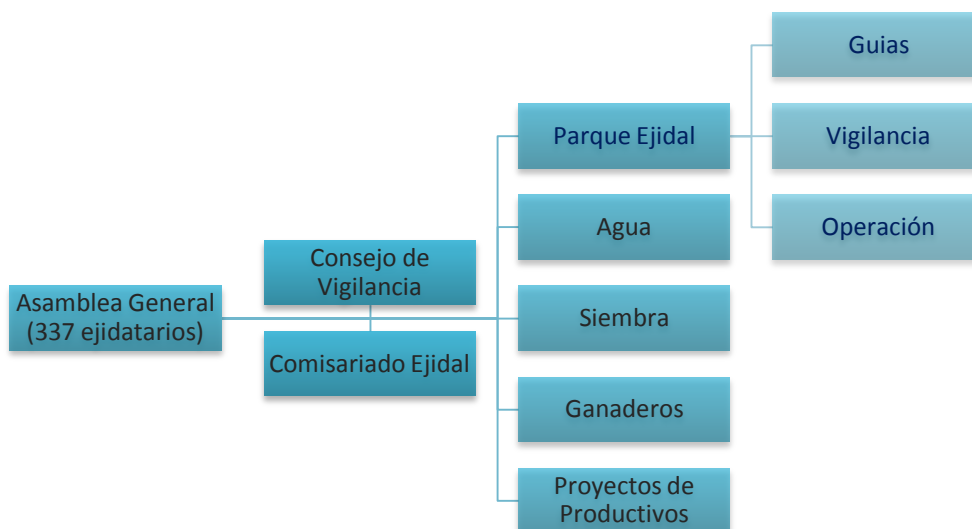 Asamblea General
(337 ejidatarios)
Consejo de
Vigilancia
Comisariado Ejidal
Parque Ejidal
Agua
Siembra
Ganaderos
Proyectos de
Productivos
Guias
Vigilancia
Operación